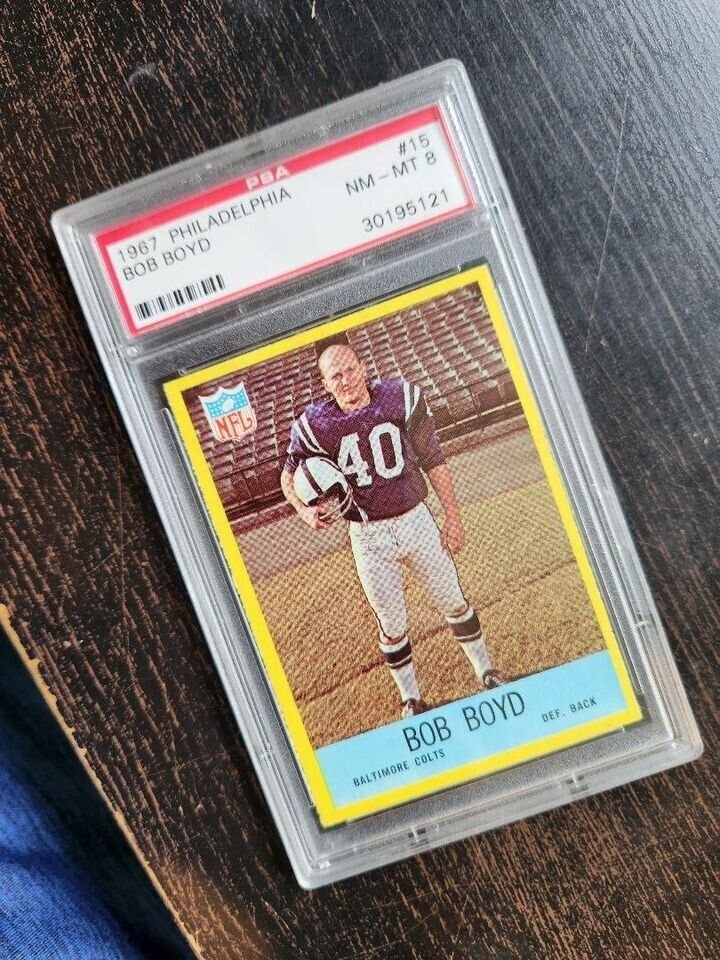 PSA
1967 PHILADELPHIA #15
BOB BOYD NM-MT 8
30195121
NFL
40
BOB BOYD
BALTIMORE COLTS DEF. BACK